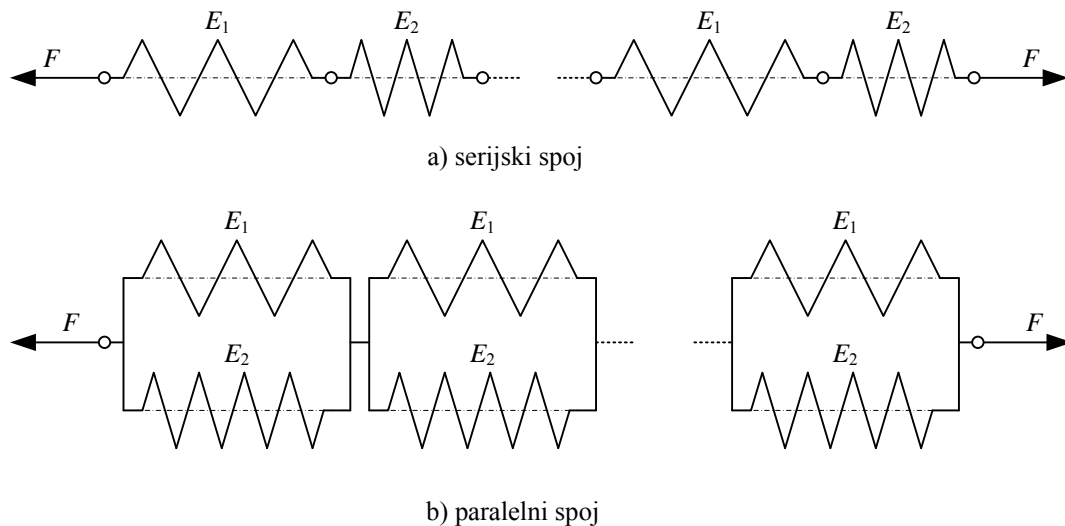 E₁ E₂ E₁ E₂
F F
a) serijski spoj
E₁ E₁ E₁
F F
E₂ E₂ E₂
b) paralelni spoj